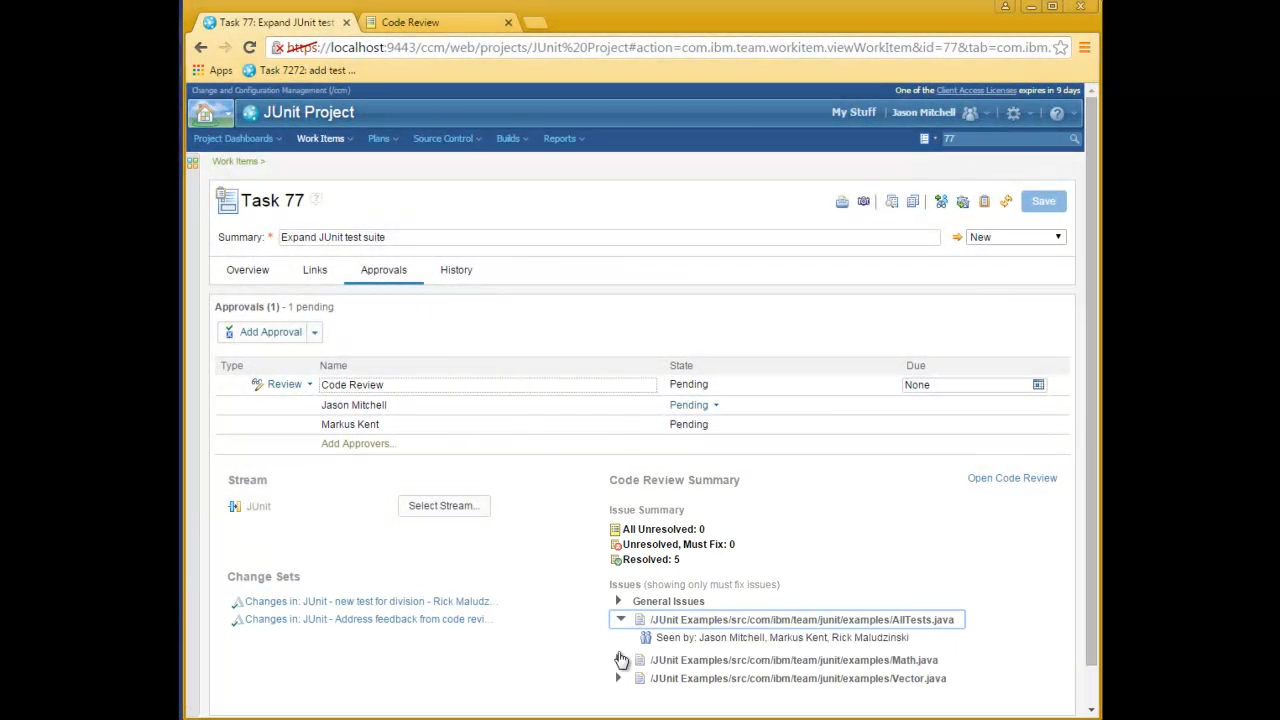 Task 77: Expand JUnit test
Code Review
https://localhost:9443/ccm/web/projects/JUnit%20Project#action=com.ibm.team.workitem.viewWorkItem&id=77&tab=com.ibm.
Apps
Task 7272: add test ...
Change and Configuration Management (/ccm)
One of the Client Access Licenses expires in 9 days
JUnit Project
My Stuff
Jason Mitchell
Project Dashboards
Work Items
Plans
Source Control
Builds
Reports
77
Work Items >
Task 77
Save
Summary: *
Expand JUnit test suite
New
Overview
Links
Approvals
History
Approvals (1) - 1 pending
Add Approval
Type
Name
State
Due
Review
Code Review
Pending
None
Jason Mitchell
Pending
Markus Kent
Pending
Add Approvers...
Stream
JUnit
Select Stream...
Change Sets
Changes in: JUnit - new test for division - Rick Maludz...
Changes in: JUnit - Address feedback from code revi...
Code Review Summary
Open Code Review
Issue Summary
All Unresolved: 0
Unresolved, Must Fix: 0
Resolved: 5
Issues (showing only must fix issues)
General Issues
/JUnit Examples/src/com/ibm/team/junit/examples/AllTests.java
Seen by: Jason Mitchell, Markus Kent, Rick Maludzinski
/JUnit Examples/src/com/ibm/team/junit/examples/Math.java
/JUnit Examples/src/com/ibm/team/junit/examples/Vector.java